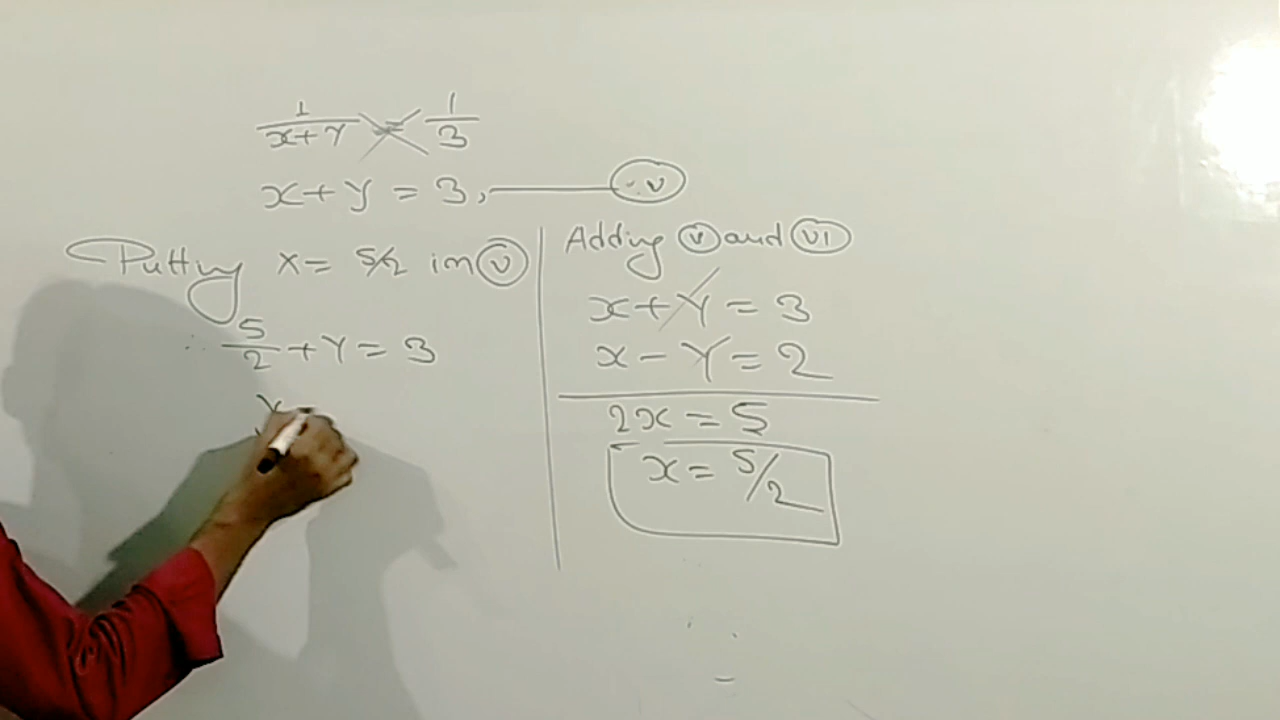 1/(x+Y) = 1/3
x+y = 3, (v)
Putting x = 5/2 in (v)
∴ 5/2 + Y = 3
Y
Adding (v) and (VI)
x+Y = 3
x-Y = 2
2x = 5
x = 5/2